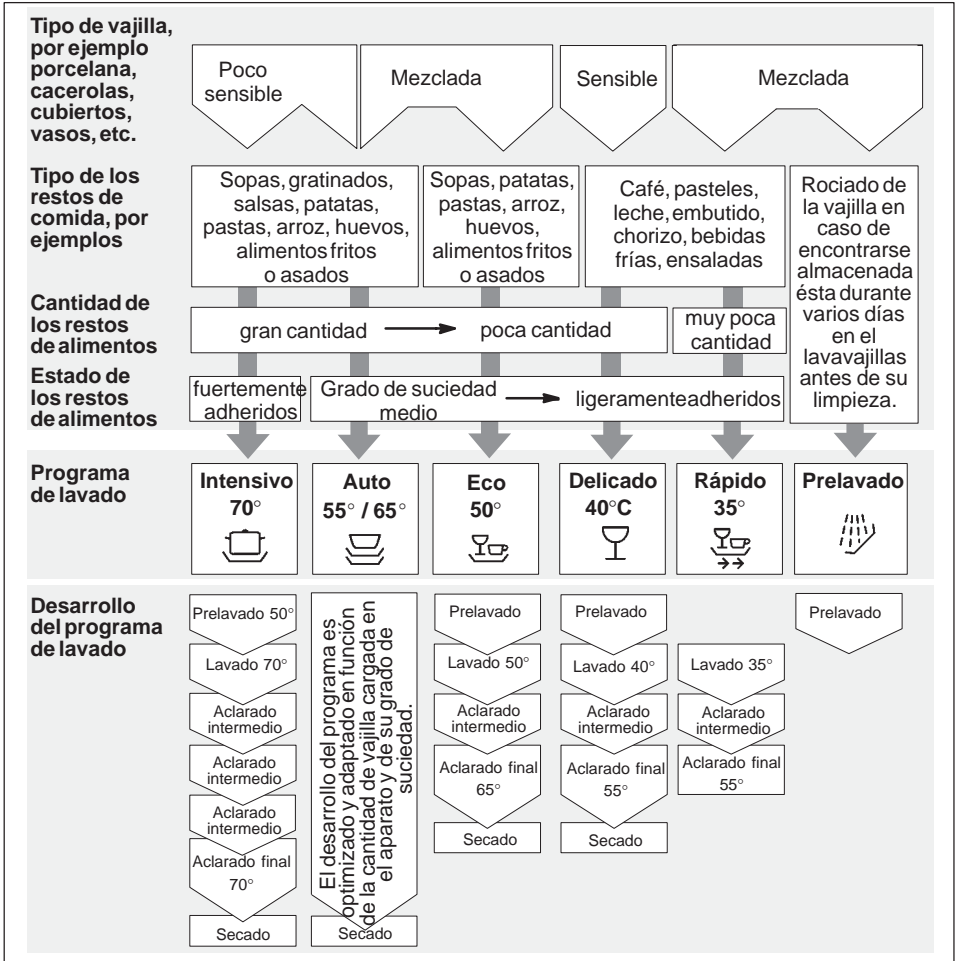 Tipo de vajilla,
por ejemplo
porcelana,
cacerolas,
cubiertos,
vasos, etc.
Poco
sensible
Mezclada
Sensible
Mezclada
Tipo de los
restos de
comida, por
ejemplos
Sopas, gratinados,
salsas, patatas,
pastas, arroz, huevos,
alimentos fritos
o asados
Sopas, patatas,
pastas, arroz,
huevos,
alimentos fritos
o asados
Café, pasteles,
leche, embutido,
chorizo, bebidas
frías, ensaladas
Rociado de
la vajilla en
caso de
encontrarse
almacenada
ésta durante
varios días
en el
lavavajillas
antes de su
limpieza.
Cantidad de
los restos
de alimentos
gran cantidad → poca cantidad
muy poca
cantidad
Estado de
los restos
de alimentos
fuertemente
adheridos
Grado de suciedad
medio → ligeramente adheridos
Programa
de lavado
Intensivo
70°
Auto
55° / 65°
Eco
50°
Delicado
40°C
Rápido
35°
Prelavado
Desarrollo
del programa
de lavado
Prelavado 50°
Lavado 70°
Aclarado
intermedio
Aclarado
intermedio
Aclarado
intermedio
Aclarado final
70°
Secado
El desarrollo del programa es
optimizado y adaptado en función
de la cantidad de vajilla cargada en
el aparato y de su grado de
suciedad.
Secado
Prelavado
Lavado 50°
Aclarado
intermedio
Aclarado final
65°
Secado
Prelavado
Lavado 40°
Aclarado
intermedio
Aclarado final
55°
Secado
Lavado 35°
Aclarado
intermedio
Aclarado final
55°
Prelavado